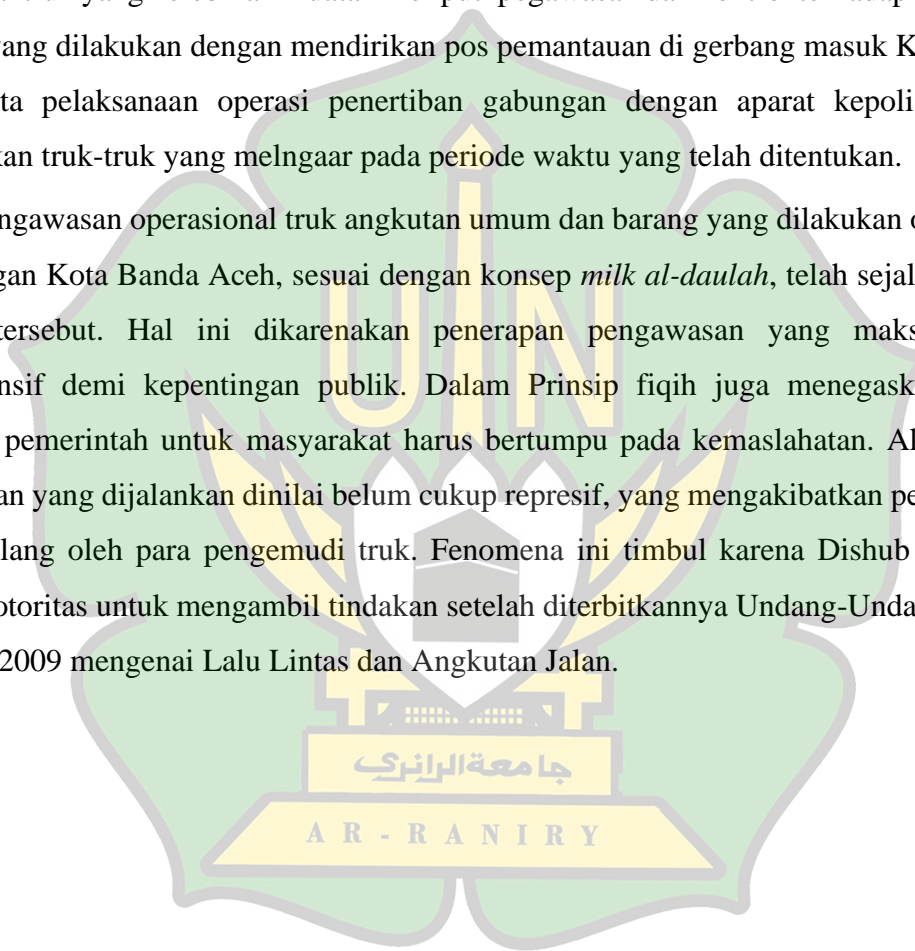 yang dilakukan dengan mendirikan pos pemantauan di gerbang masuk K
ta pelaksanaan operasi penertiban gabungan dengan aparat kepoli
kan truk-truk yang melngaar pada periode waktu yang telah ditentukan.
ngawasan operasional truk angkutan umum dan barang yang dilakukan o
gan Kota Banda Aceh, sesuai dengan konsep milk al-daulah, telah sejal
tersebut. Hal ini dikarenakan penerapan pengawasan yang maks
nsif demi kepentingan publik. Dalam Prinsip fiqih juga menegask
pemerintah untuk masyarakat harus bertumpu pada kemaslahatan. Ak
an yang dijalankan dinilai belum cukup represif, yang mengakibatkan pe
lang oleh para pengemudi truk. Fenomena ini timbul karena Dishub
otoritas untuk mengambil tindakan setelah diterbitkannya Undang-Unda
2009 mengenai Lalu Lintas dan Angkutan Jalan.
UIN
جامعة الرانري
AR-RANIRY